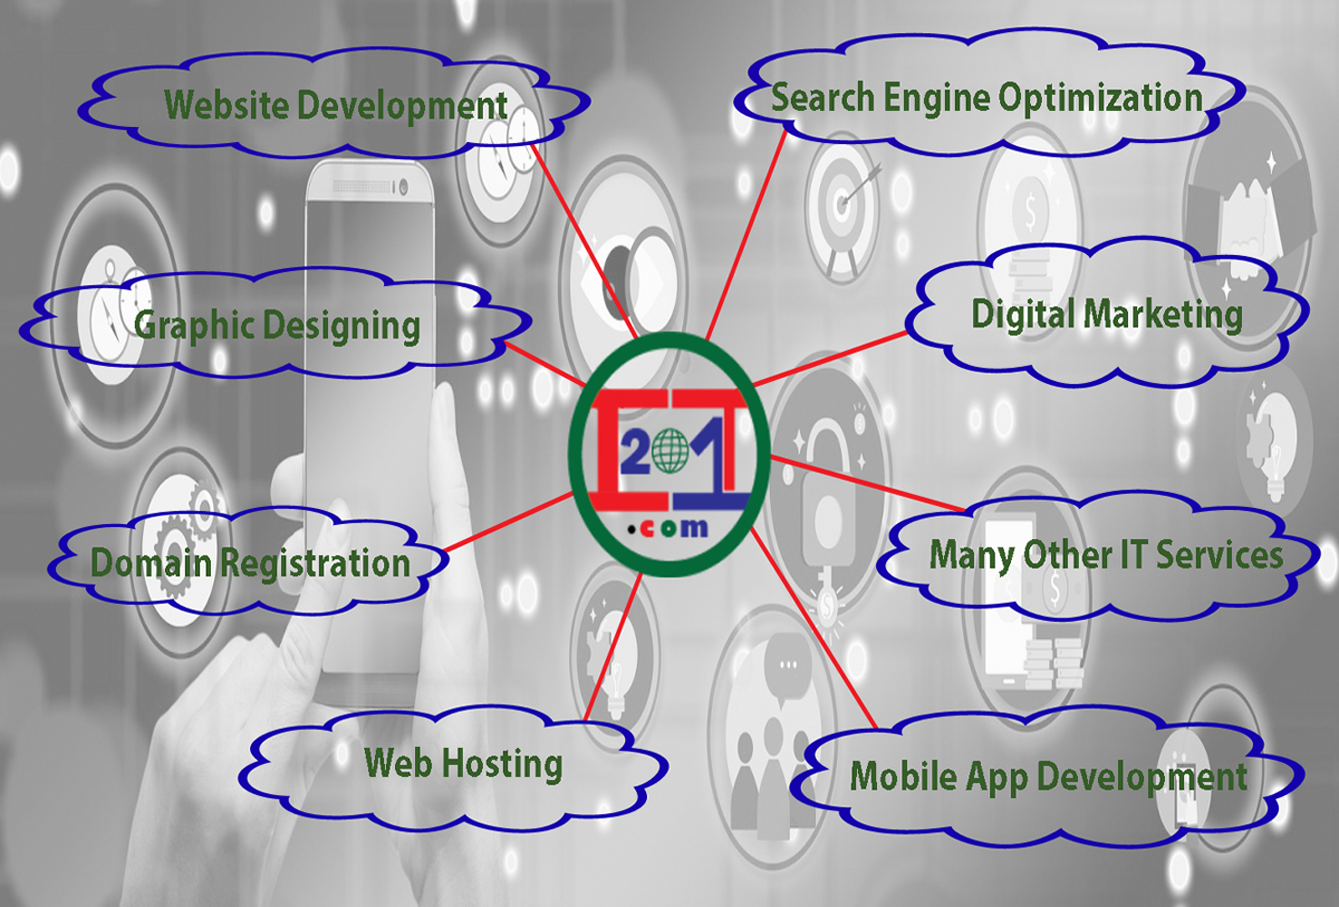 Website Development
Search Engine Optimization
Graphic Designing
Digital Marketing
201
.com
Domain Registration
Many Other IT Services
Web Hosting
Mobile App Development